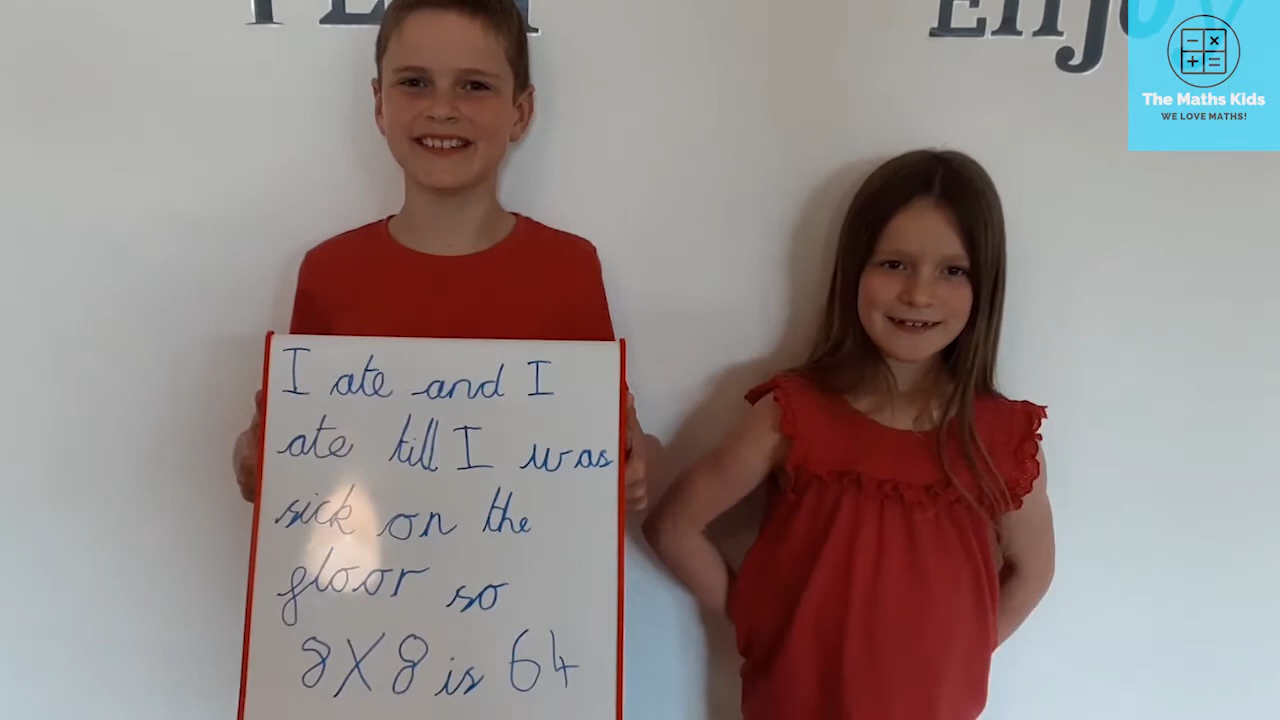 Enjoy
The Maths Kids
WE LOVE MATHS!
I ate and I
ate till I was
sick on the
floor so
8X8 is 64